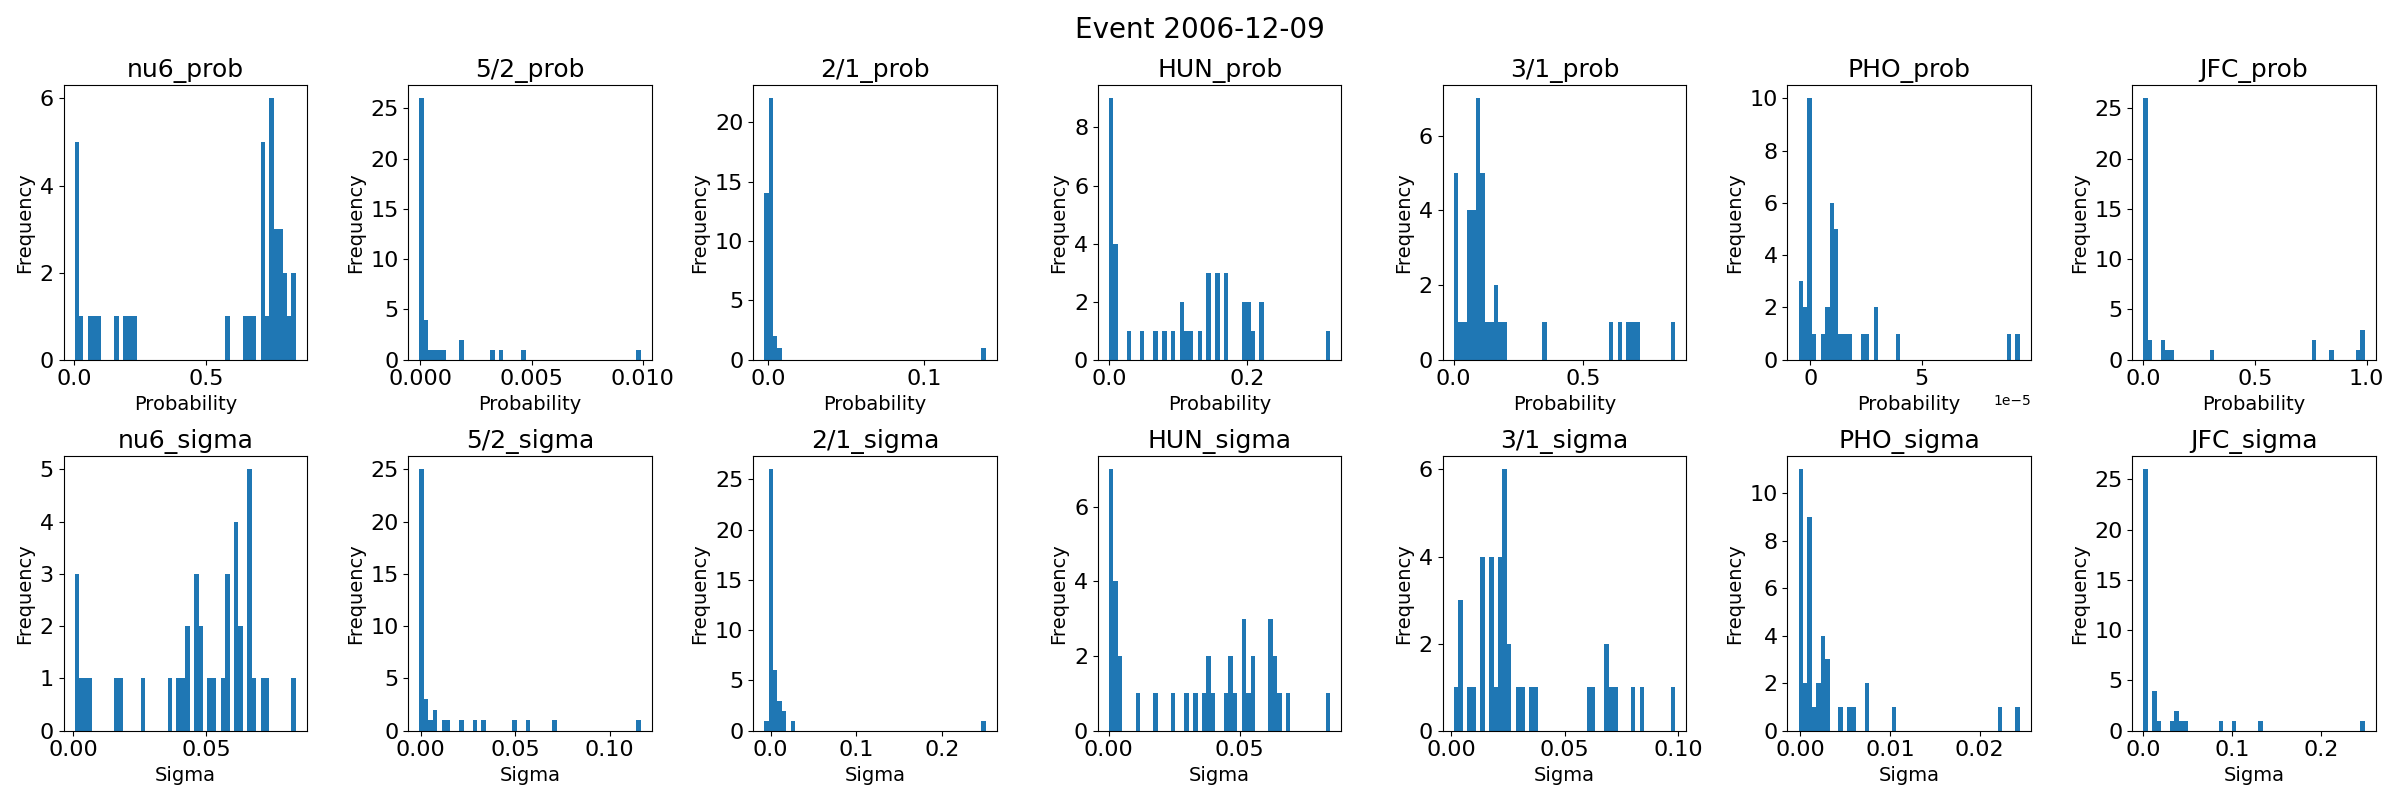 Event 2006-12-09
nu6_prob 5/2_prob 2/1_prob HUN_prob 3/1_prob PHO_prob JFC_prob
Frequency
6
4
2
0
0.0 0.5
Probability
Frequency
25
20
15
10
5
0
0.000 0.005 0.010
Probability
Frequency
20
15
10
5
0
0.0 0.1
Probability
Frequency
8
6
4
2
0
0.0 0.2
Probability
Frequency
6
4
2
0
0.0 0.5
Probability
Frequency
10
8
6
4
2
0
0 5
Probability 1e−5
Frequency
25
20
15
10
5
0
0.0 0.5 1.0
Probability
nu6_sigma 5/2_sigma 2/1_sigma HUN_sigma 3/1_sigma PHO_sigma JFC_sigma
Frequency
5
4
3
2
1
0
0.00 0.05
Sigma
Frequency
25
20
15
10
5
0
0.00 0.05 0.10
Sigma
Frequency
25
20
15
10
5
0
0.0 0.1 0.2
Sigma
Frequency
6
4
2
0
0.00 0.05
Sigma
Frequency
6
4
2
0
0.00 0.05 0.10
Sigma
Frequency
10
8
6
4
2
0
0.00 0.01 0.02
Sigma
Frequency
25
20
15
10
5
0
0.0 0.1 0.2
Sigma